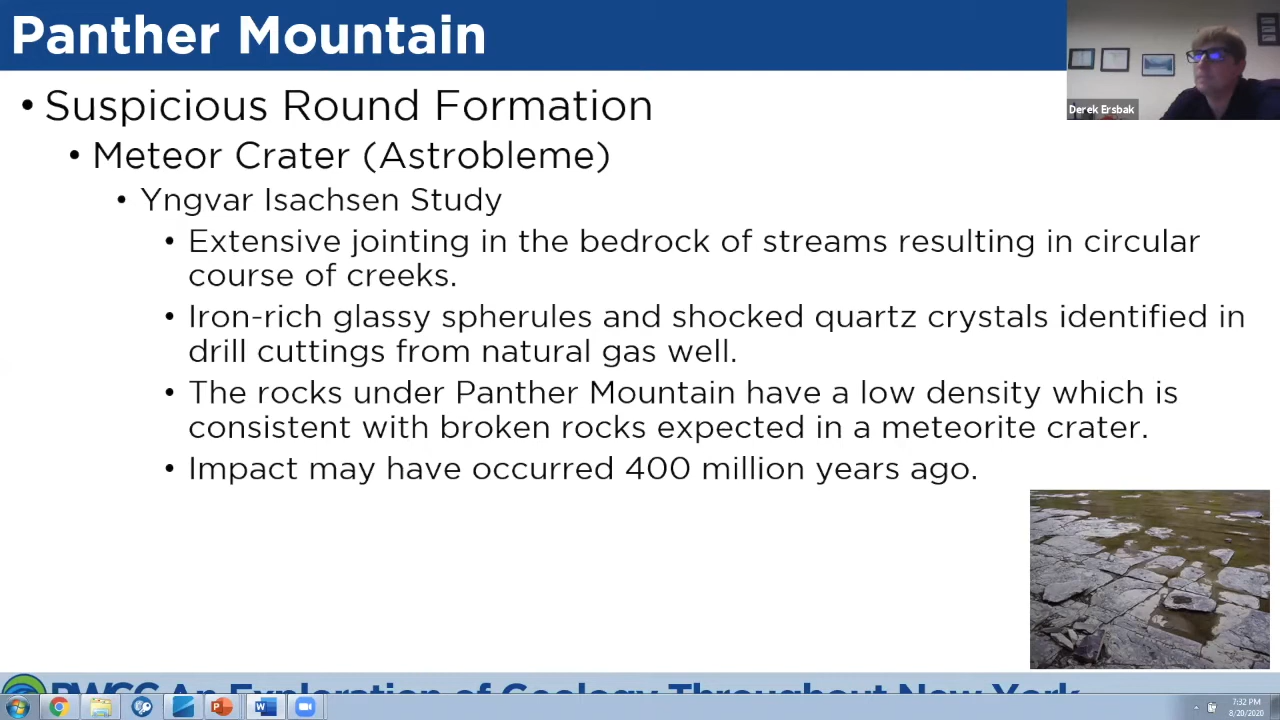 Panther Mountain
• Suspicious Round Formation
• Meteor Crater (Astrobleme)
• Yngvar Isachsen Study
• Extensive jointing in the bedrock of streams resulting in circular
course of creeks.
• Iron-rich glassy spherules and shocked quartz crystals identified in
drill cuttings from natural gas well.
• The rocks under Panther Mountain have a low density which is
consistent with broken rocks expected in a meteorite crater.
• Impact may have occurred 400 million years ago.
Derek Ersbak
PWGC An Exploration of Geology Throughout New York
7:32 PM
8/20/2020